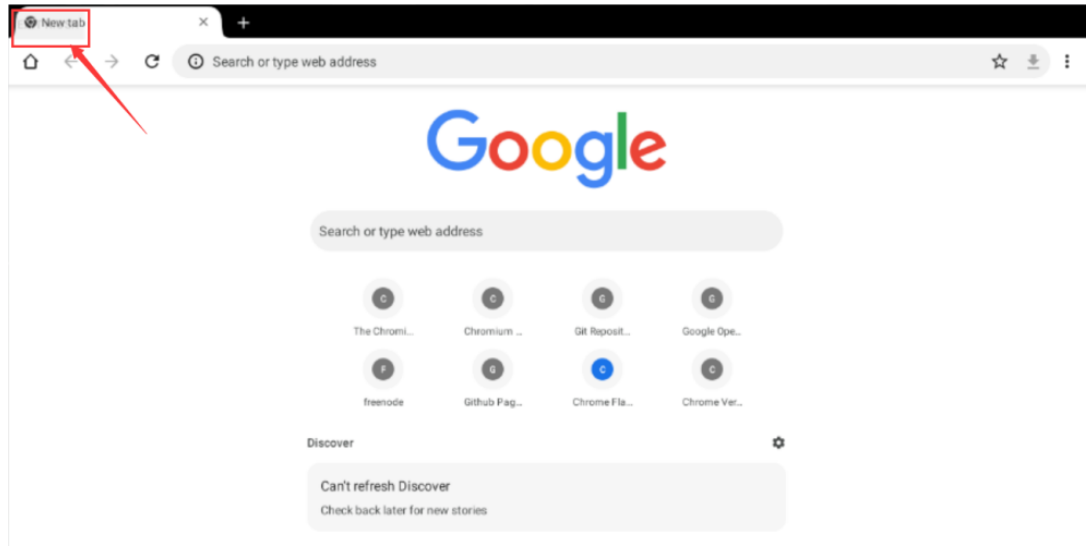 New tab
Search or type web address
Google
Search or type web address
C C G G
The Chromi... Chromium ... Git Reposit... Google Ope...
F G C C
freenode Github Pag... Chrome Fla... Chrome Ver...
Discover
Can't refresh Discover
Check back later for new stories